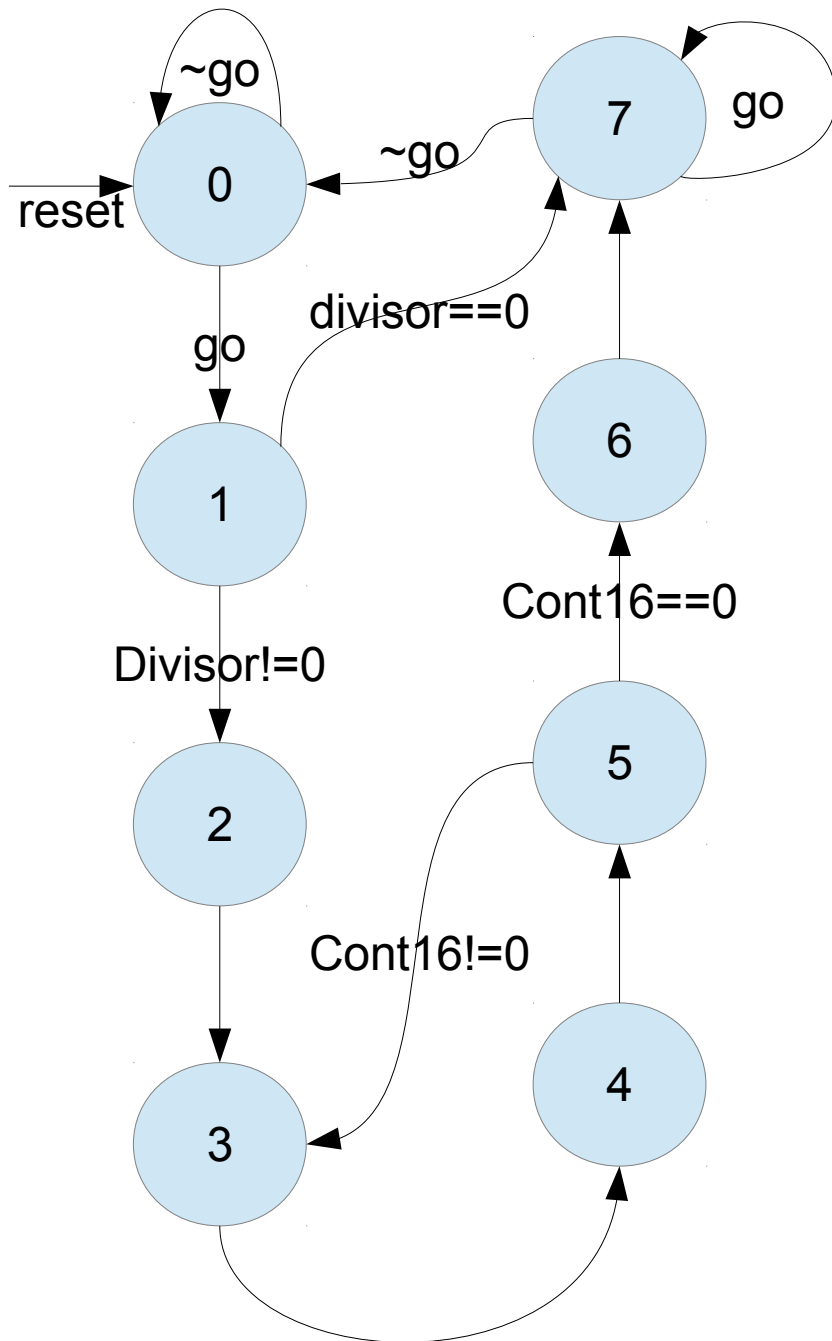 ~go
7
go
~go
0
reset
divisor==0
go
6
1
Cont16==0
Divisor!=0
5
2
Cont16!=0
4
3